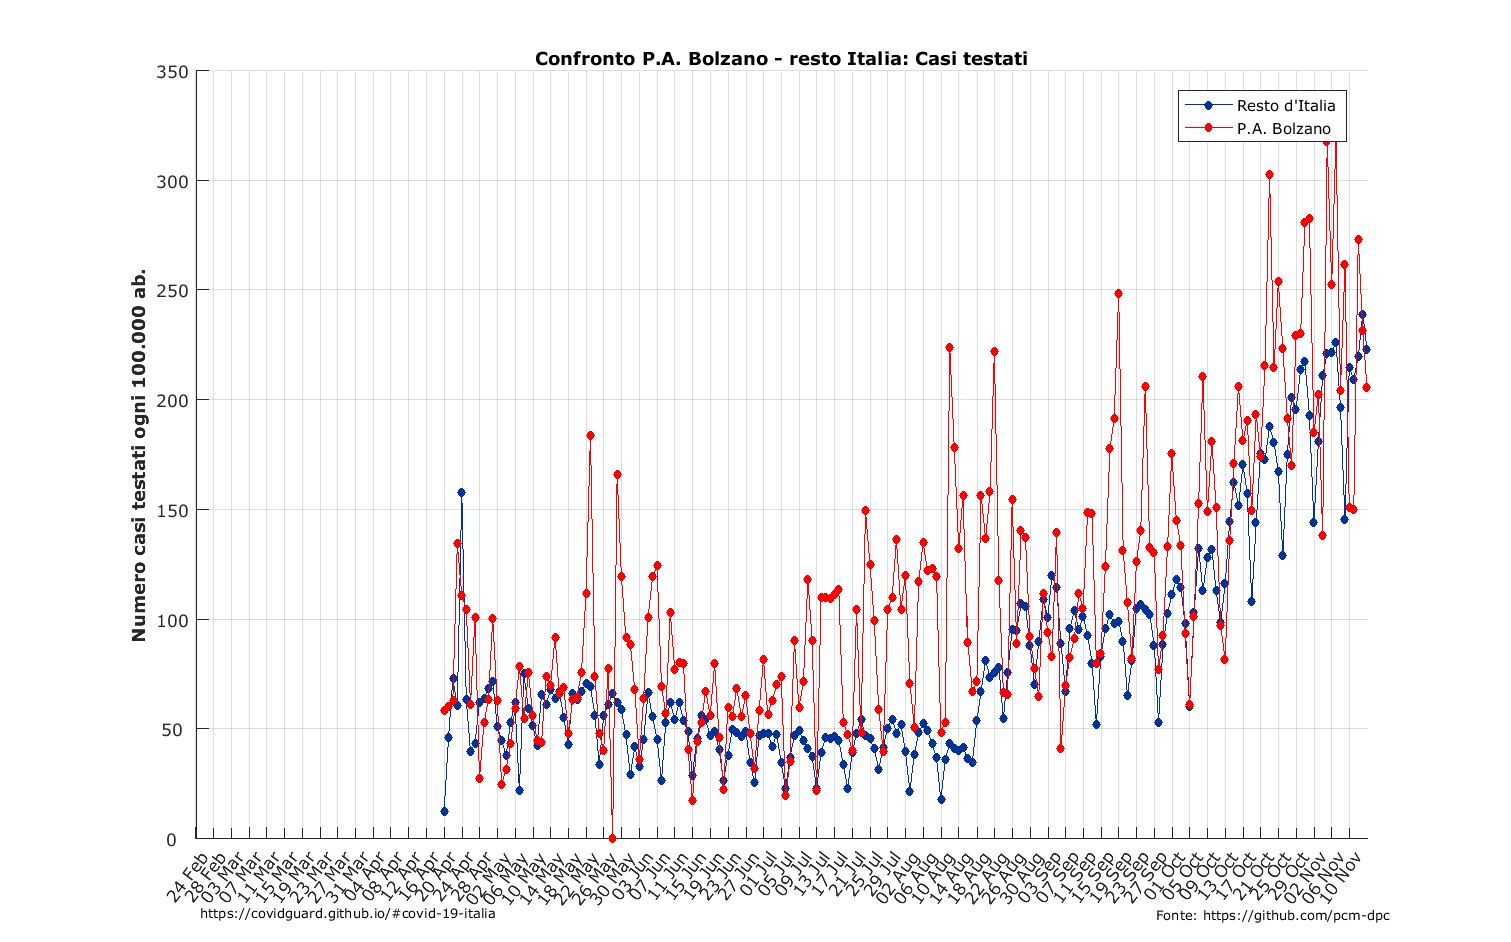 Confronto P.A. Bolzano - resto Italia: Casi testati
350
300
250
200
150
100
50
0
Numero casi testati ogni 100.000 ab.
Resto d'Italia
P.A. Bolzano
24 Feb
28 Feb
03 Mar
07 Mar
11 Mar
15 Mar
19 Mar
23 Mar
27 Mar
31 Mar
04 Apr
08 Apr
12 Apr
16 Apr
20 Apr
24 Apr
28 Apr
02 May
06 May
10 May
14 May
18 May
22 May
26 May
30 May
03 Jun
07 Jun
11 Jun
15 Jun
19 Jun
23 Jun
27 Jun
01 Jul
05 Jul
09 Jul
13 Jul
17 Jul
21 Jul
25 Jul
29 Jul
02 Aug
06 Aug
10 Aug
14 Aug
18 Aug
22 Aug
26 Aug
30 Aug
03 Sep
07 Sep
11 Sep
15 Sep
19 Sep
23 Sep
27 Sep
01 Oct
05 Oct
09 Oct
13 Oct
17 Oct
21 Oct
25 Oct
29 Oct
02 Nov
06 Nov
10 Nov
https://covidguard.github.io/#covid-19-italia
Fonte: https://github.com/pcm-dpc